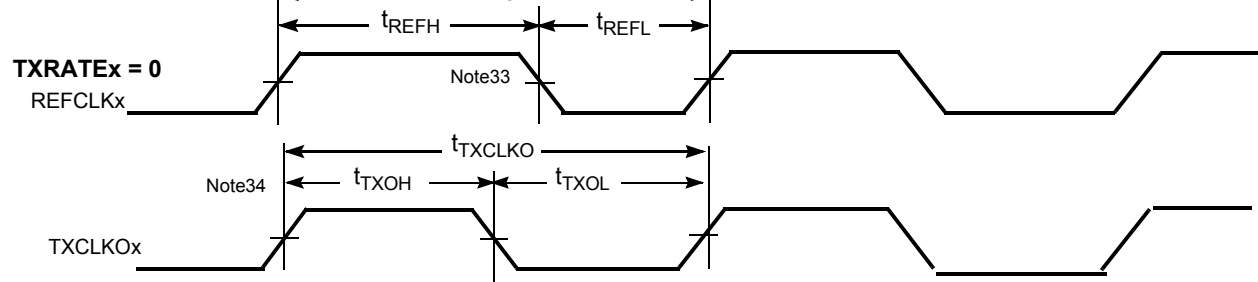 tREFH
tREFL
TXRATEx = 0
Note33
REFCLKx
tTXCLKO
Note34
tTXOH
tTXOL
TXCLKOx